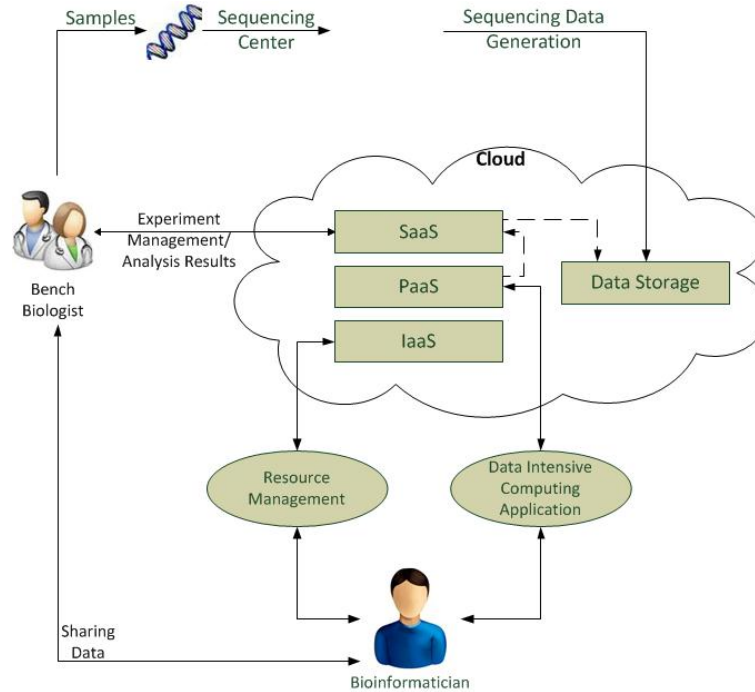 Samples
Sequencing
Center
Sequencing Data
Generation
Cloud
Experiment
Management/
Analysis Results
SaaS
PaaS
IaaS
Data Storage
Bench
Biologist
Resource
Management
Data Intensive
Computing
Application
Sharing
Data
Bioinformatician